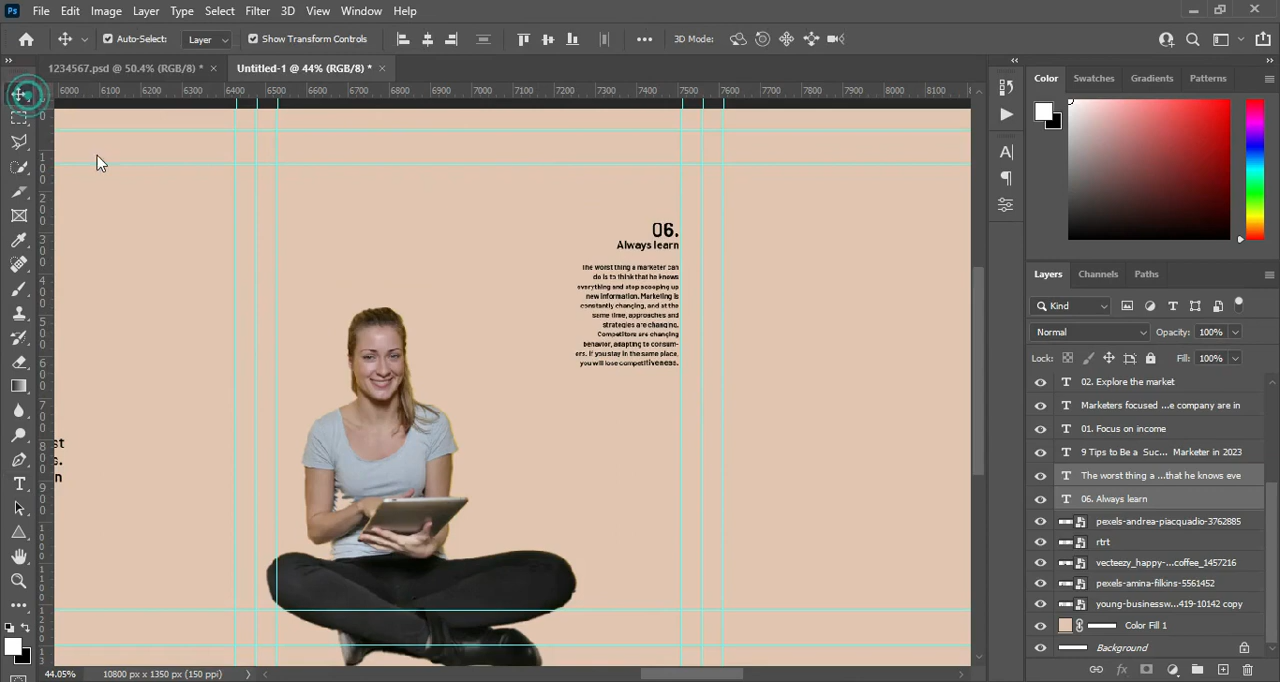 Ps File Edit Image Layer Type Select Filter 3D View Window Help
Auto-Select: Layer Show Transform Controls 3D Mode:
1234567.psd @ 50.4% (RGB/8) * × Untitled-1 @ 44% (RGB/8) * ×
6000 6100 6200 6300 6400 6500 6600 6700 6800 6900 7000 7100 7200 7300 7400 7500 7600 7700 7800 7900 8000 8100
06.
Always learn
The worst thing a marketer can
do is to think that he knows
everything and stop scooping up
new information. Marketing is
constantly changing, and at the
same time, approaches and
strategies are changing.
Competitors are changing
behavior, adapting to consum-
ers. If you stay in the same place,
you will lose competitiveness.
st
s.
n
Color Swatches Gradients Patterns
Layers Channels Paths
Kind
Normal Opacity: 100%
Lock: Fill: 100%
02. Explore the market
Marketers focused ...e company are in
01. Focus on income
9 Tips to Be a Suc... Marketer in 2023
The worst thing a ...that he knows eve
06. Always learn
pexels-andrea-piacquadio-3762885
rtrt
vecteezy_happy-...coffee_1457216
pexels-amina-filkins-5561452
young-businessw...419-10142 copy
Color Fill 1
Background
44.05% 10800 px x 1350 px (150 ppi)